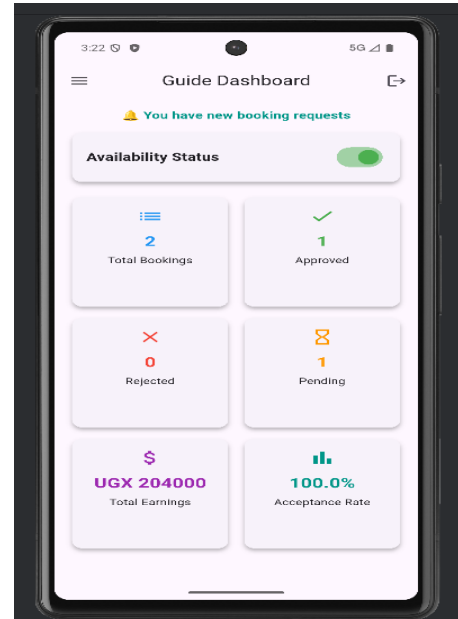 3:22 5G
Guide Dashboard
You have new booking requests
Availability Status
2
Total Bookings
1
Approved
0
Rejected
1
Pending
$
UGX 204000
Total Earnings
100.0%
Acceptance Rate